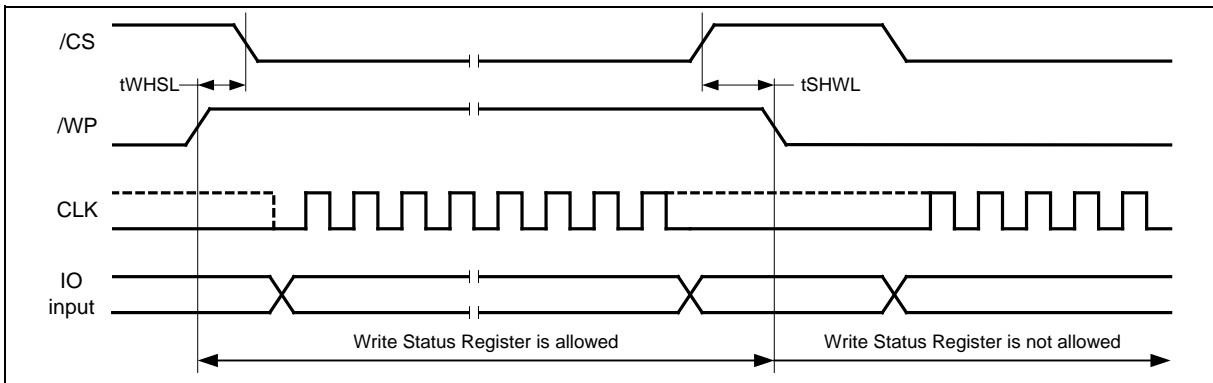 /CS
tWHSL
tSHWL
/WP
CLK
IO
input
Write Status Register is allowed
Write Status Register is not allowed